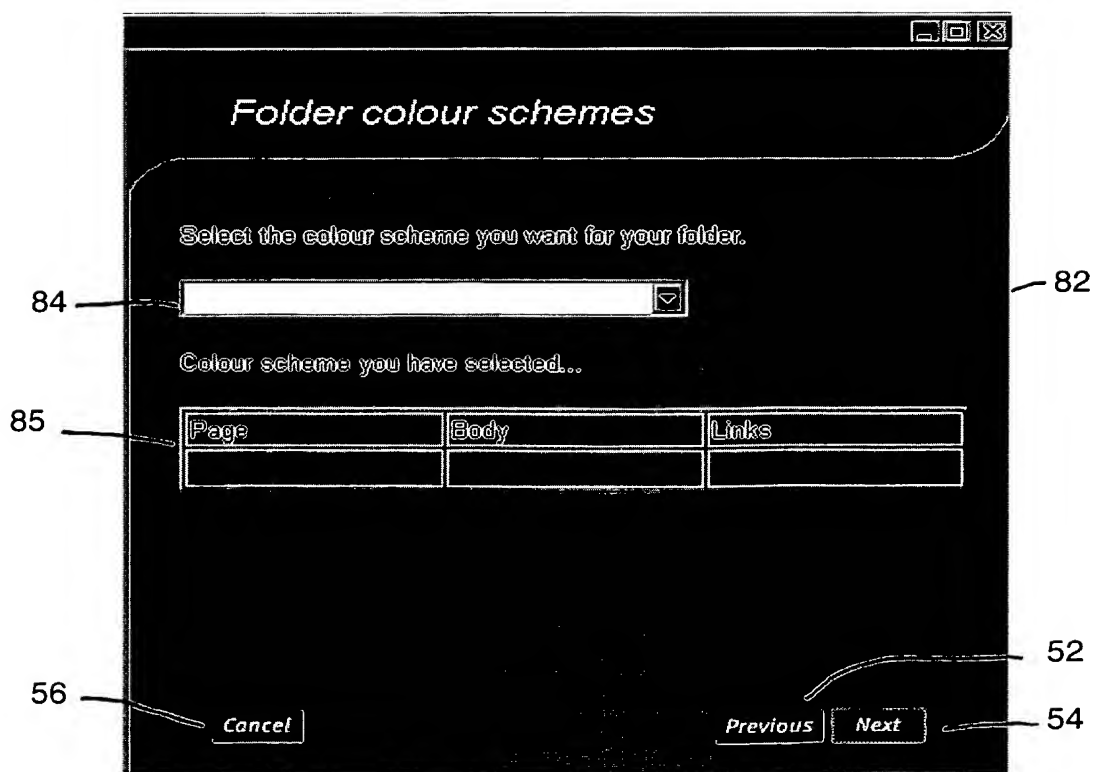 Folder colour schemes
Select the colour scheme you want for your folder.
84
82
Colour scheme you have selected...
85
Page Body Links
52
56
54
Cancel Previous Next